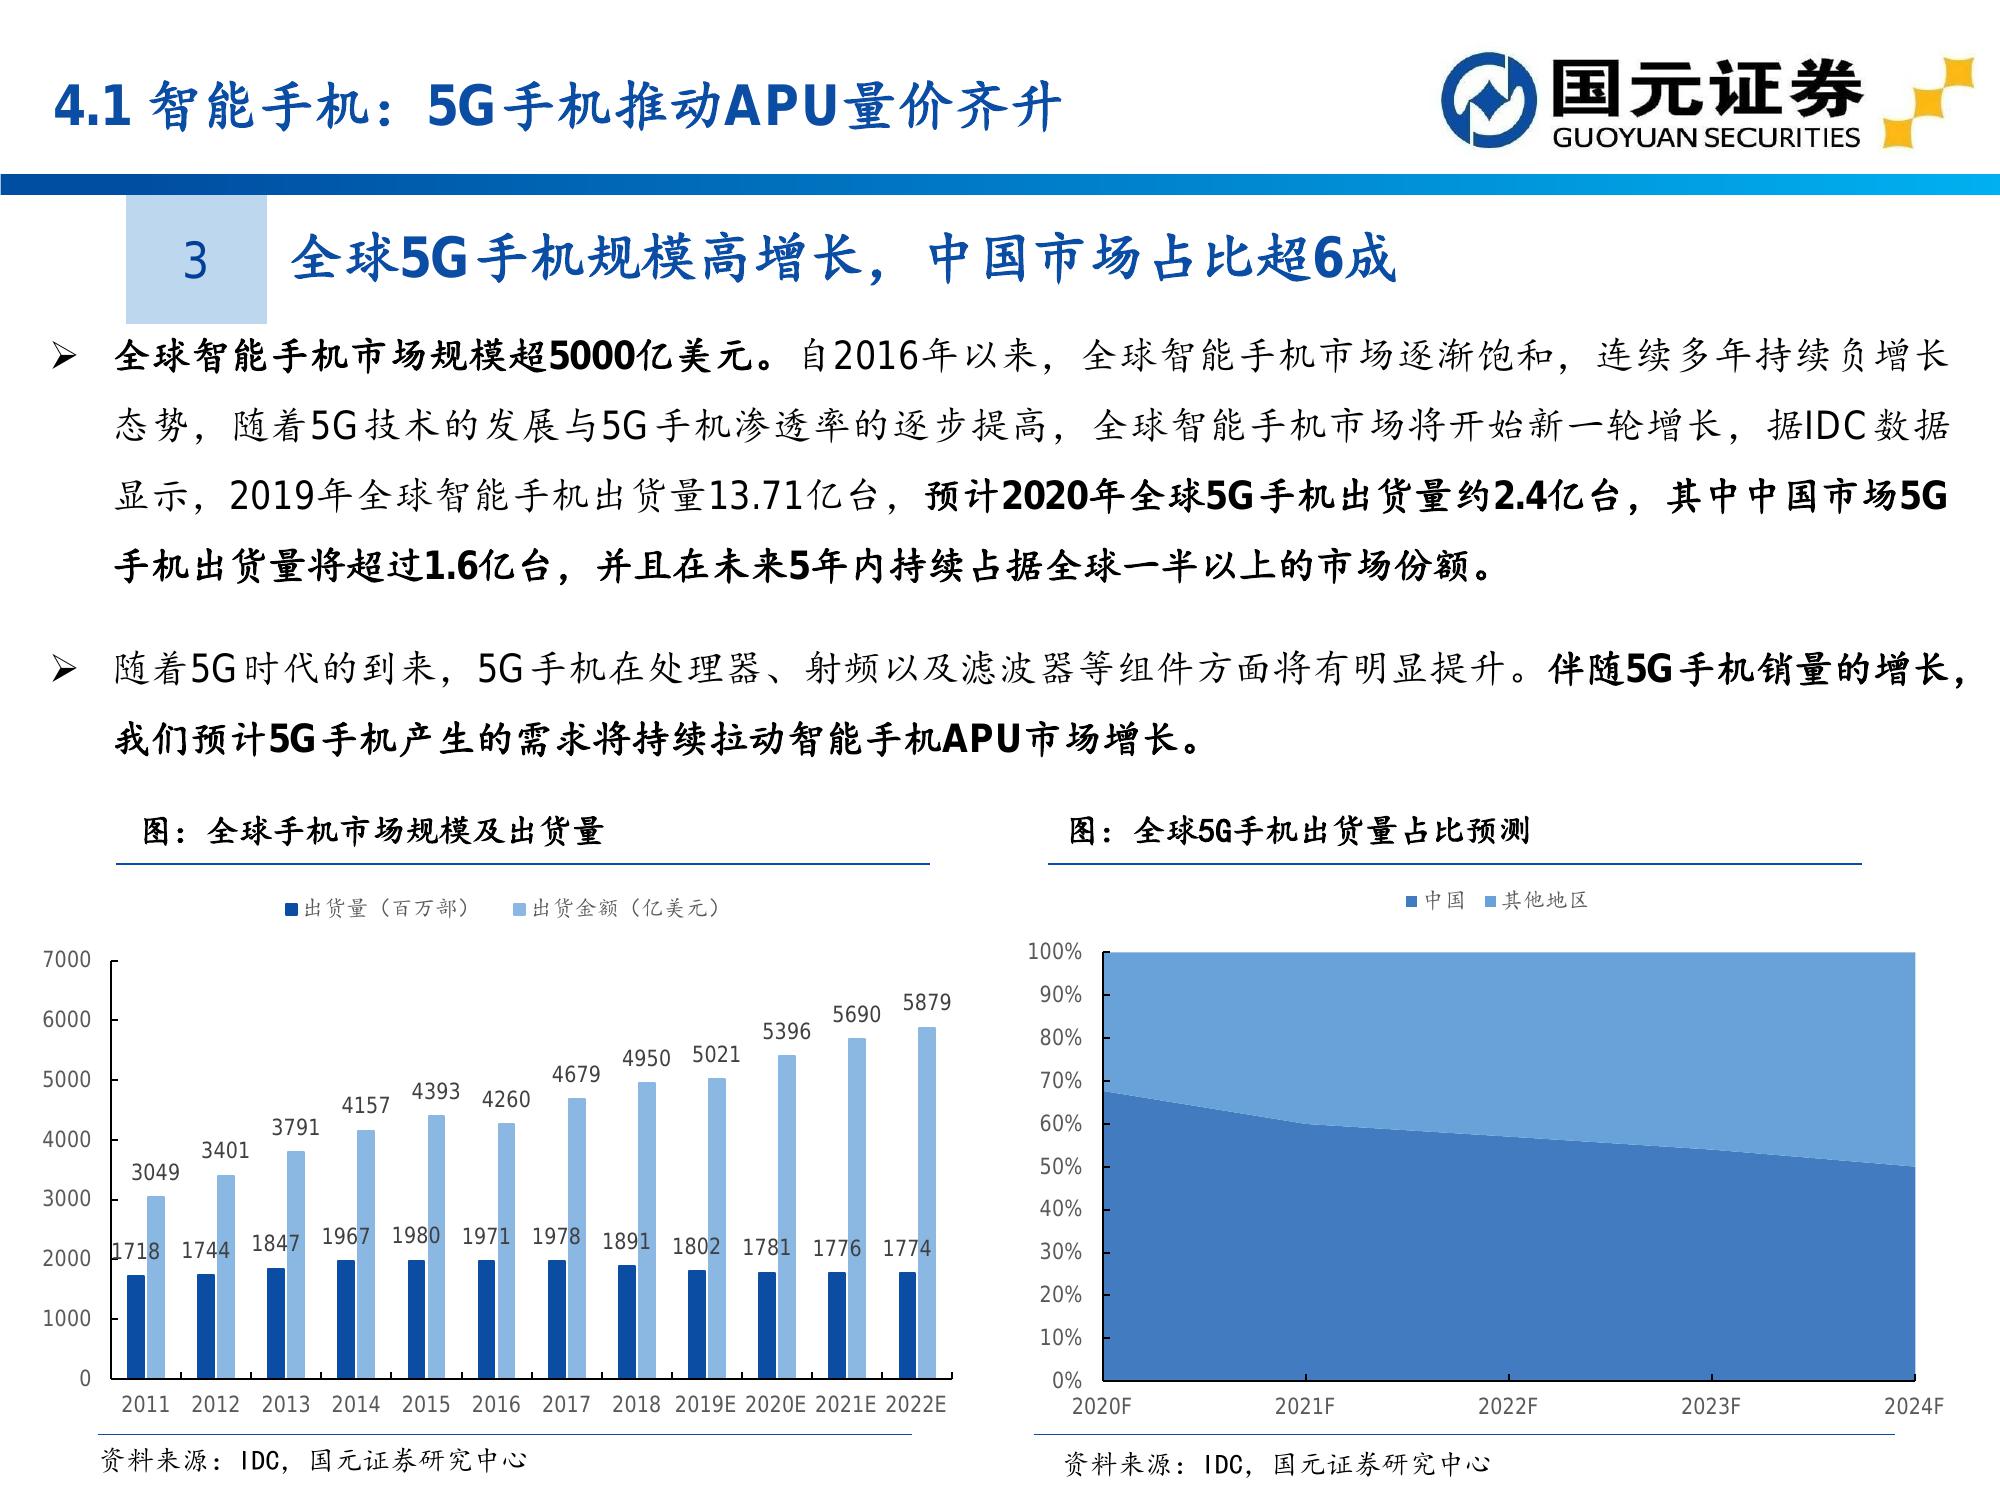 4.1 智能手机：5G手机推动APU量价齐升
国元证券
GUOYUAN SECURITIES
3
全球5G手机规模高增长，中国市场占比超6成
➢ 全球智能手机市场规模超5000亿美元。自2016年以来，全球智能手机市场逐渐饱和，连续多年持续负增长
态势，随着5G技术的发展与5G手机渗透率的逐步提高，全球智能手机市场将开始新一轮增长，据IDC数据
显示，2019年全球智能手机出货量13.71亿台，预计2020年全球5G手机出货量约2.4亿台，其中中国市场5G
手机出货量将超过1.6亿台，并且在未来5年内持续占据全球一半以上的市场份额。
➢ 随着5G时代的到来，5G手机在处理器、射频以及滤波器等组件方面将有明显提升。伴随5G手机销量的增长，
我们预计5G手机产生的需求将持续拉动智能手机APU市场增长。
图：全球手机市场规模及出货量
出货量（百万部） 出货金额（亿美元）
7000
6000
5000
4000
3000
2000
1000
0
3049 3401 3791 4157 4393 4260 4679 4950 5021 5396 5690 5879
1718 1744 1847 1967 1980 1971 1978 1891 1802 1781 1776 1774
2011 2012 2013 2014 2015 2016 2017 2018 2019E 2020E 2021E 2022E
资料来源：IDC，国元证券研究中心
图：全球5G手机出货量占比预测
中国 其他地区
100%
90%
80%
70%
60%
50%
40%
30%
20%
10%
0%
2020F 2021F 2022F 2023F 2024F
资料来源：IDC，国元证券研究中心